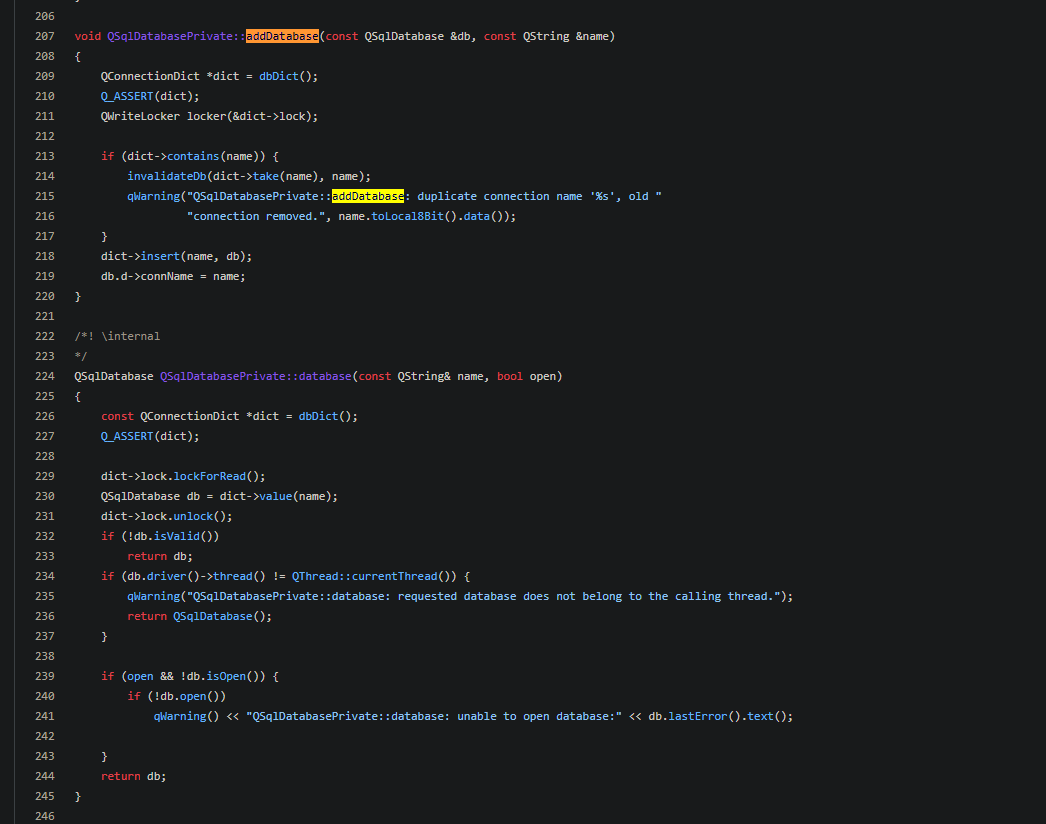 206
207 void QSqlDatabasePrivate::addDatabase(const QSqlDatabase &db, const QString &name)
208 {
209     QConnectionDict *dict = dbDict();
210     Q_ASSERT(dict);
211     QWriteLocker locker(&dict->lock);
212
213     if (dict->contains(name)) {
214         invalidateDb(dict->take(name), name);
215         qWarning("QSqlDatabasePrivate::addDatabase: duplicate connection name '%s', old "
216                  "connection removed.", name.toLocal8Bit().data());
217     }
218     dict->insert(name, db);
219     db.d->connName = name;
220 }
221
222 /*! \internal
223 */
224 QSqlDatabase QSqlDatabasePrivate::database(const QString& name, bool open)
225 {
226     const QConnectionDict *dict = dbDict();
227     Q_ASSERT(dict);
228
229     dict->lock.lockForRead();
230     QSqlDatabase db = dict->value(name);
231     dict->lock.unlock();
232     if (!db.isValid())
233         return db;
234     if (db.driver()->thread() != QThread::currentThread()) {
235         qWarning("QSqlDatabasePrivate::database: requested database does not belong to the calling thread.");
236         return QSqlDatabase();
237     }
238
239     if (open && !db.isOpen()) {
240         if (!db.open())
241             qWarning() << "QSqlDatabasePrivate::database: unable to open database:" << db.lastError().text();
242
243     }
244     return db;
245 }
246